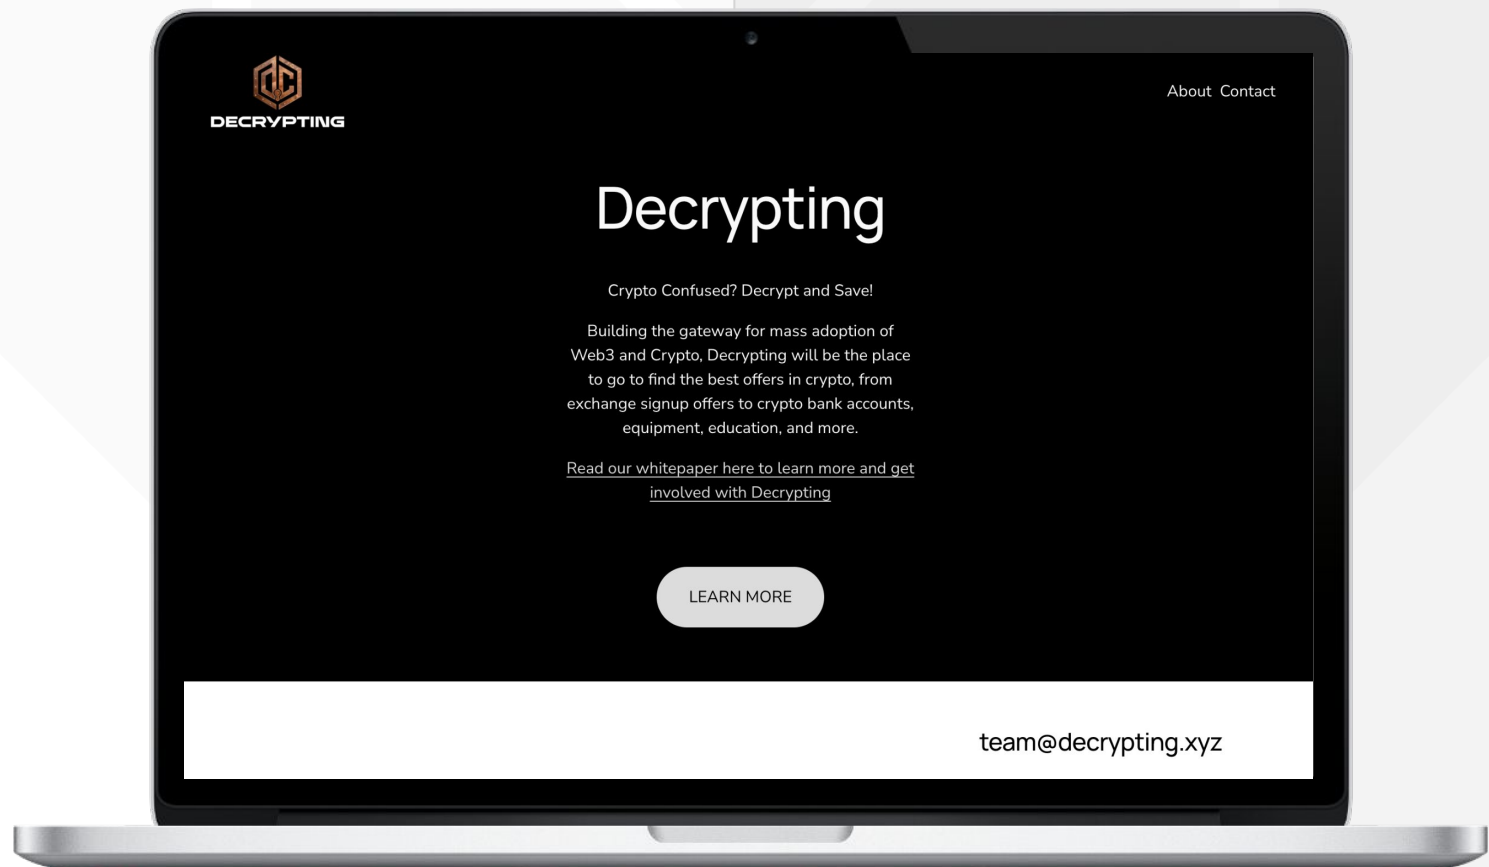 DECRYPTING
About Contact
Decrypting
Crypto Confused? Decrypt and Save!
Building the gateway for mass adoption of
Web3 and Crypto, Decrypting will be the place
to go to find the best offers in crypto, from
exchange signup offers to crypto bank accounts,
equipment, education, and more.
Read our whitepaper here to learn more and get
involved with Decrypting
LEARN MORE
team@decrypting.xyz